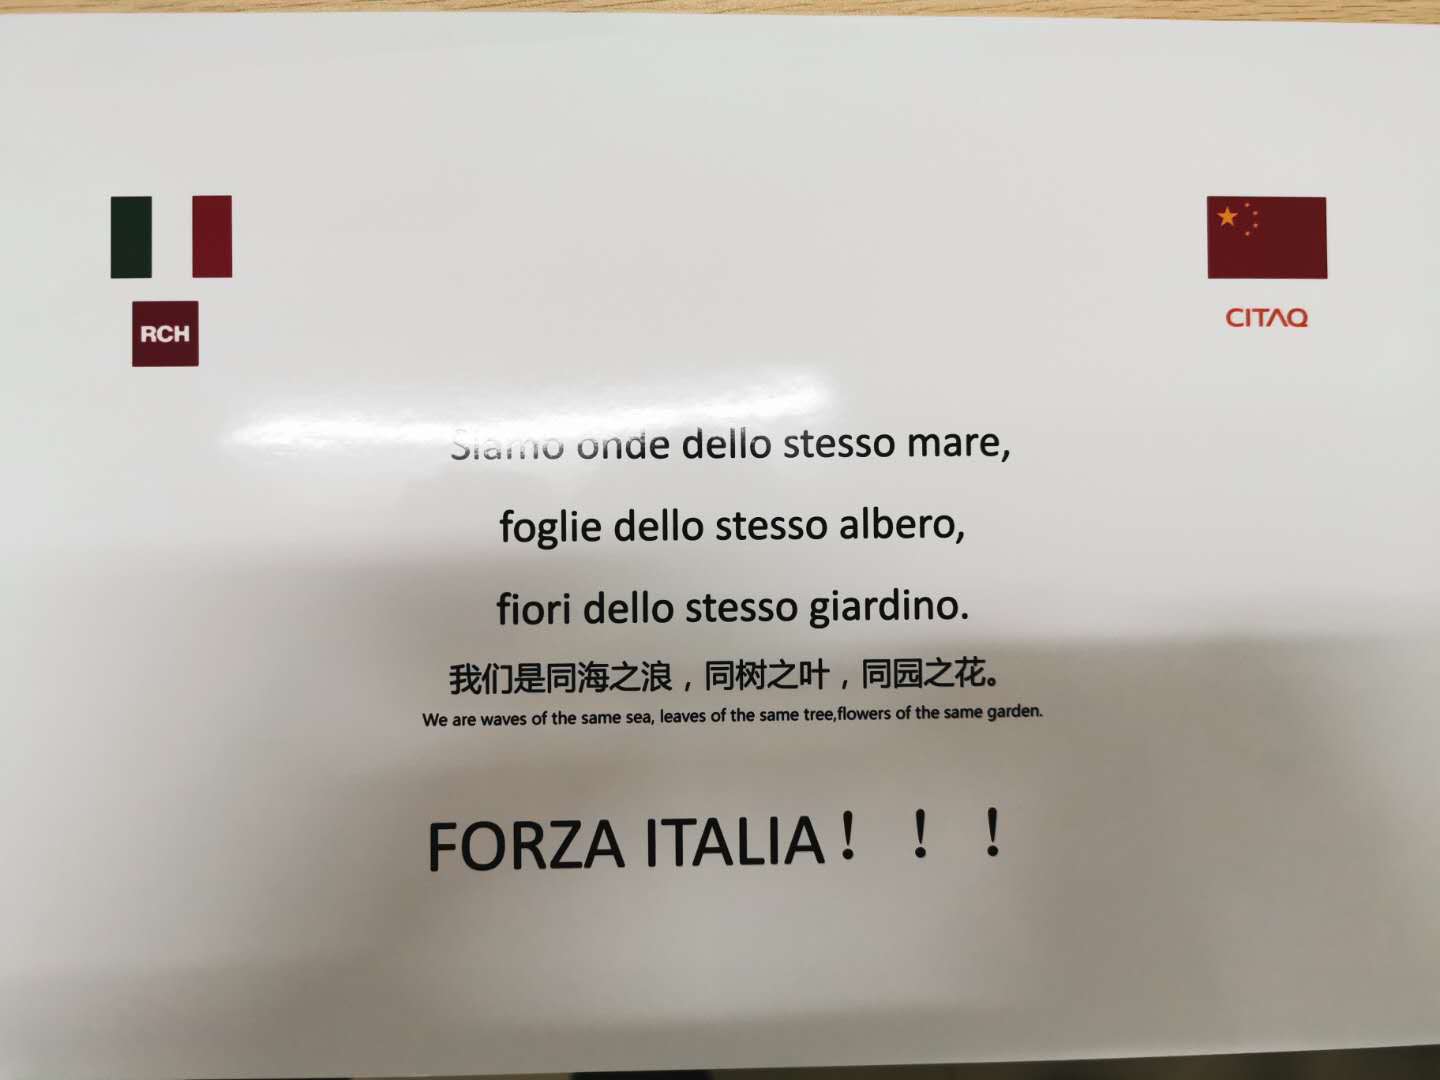 RCH
CITAQ
Siamo onde dello stesso mare,
foglie dello stesso albero,
fiori dello stesso giardino.
我们是同海之浪，同树之叶，同园之花。
We are waves of the same sea, leaves of the same tree,flowers of the same garden.
FORZA ITALIA！！！